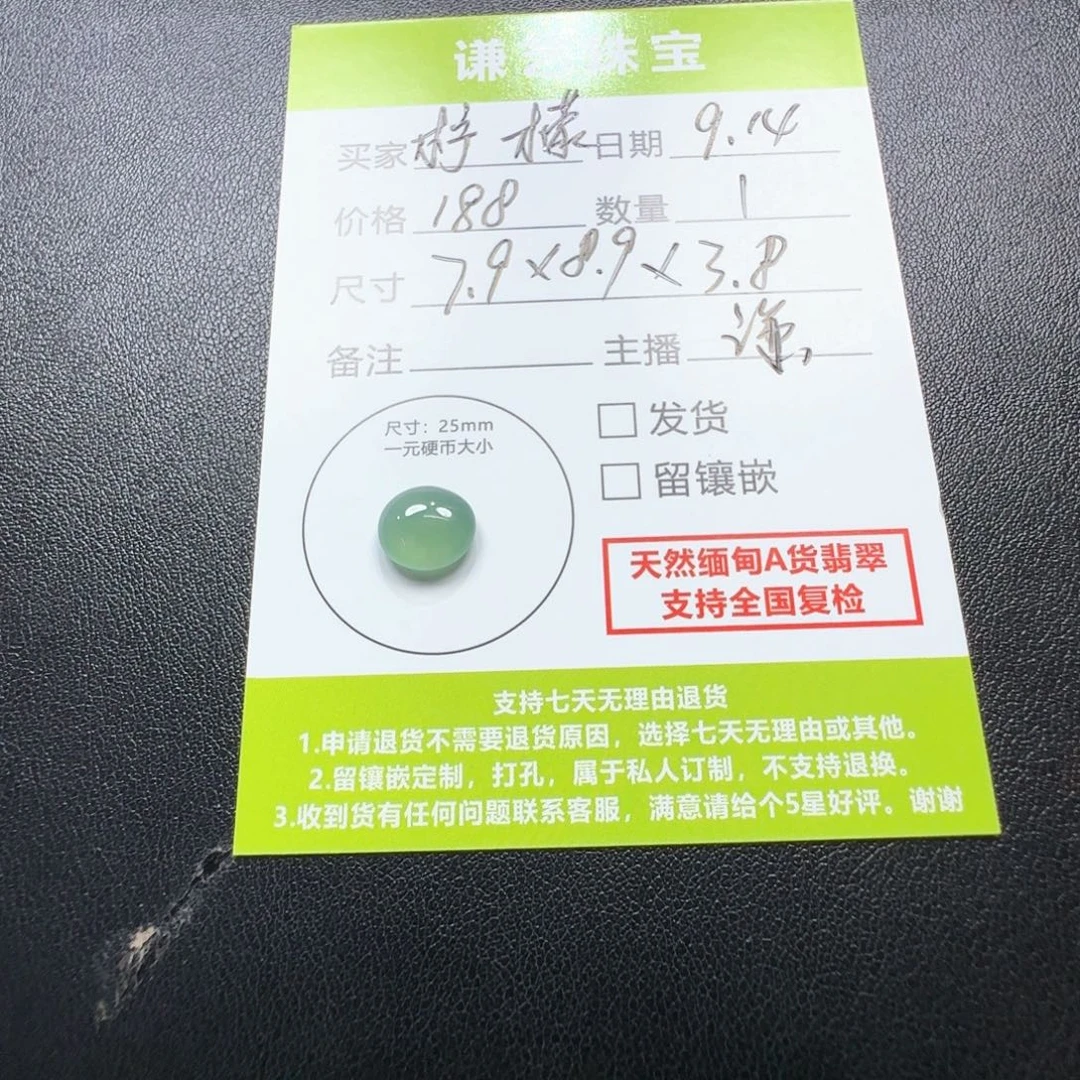 谦 珠宝
买家 柠檬 日期 9.14
价格 188 数量 1
尺寸 7.9×8.9×3.8
备注 主播 谦
尺寸：25mm
一元硬币大小
□ 发货
□ 留镶嵌
天然缅甸A货翡翠
支持全国复检
支持七天无理由退货
1.申请退货不需要退货原因，选择七天无理由或其他。
2.留镶嵌定制，打孔，属于私人订制，不支持退换。
3.收到货有任何问题联系客服，满意请给个5星好评。谢谢